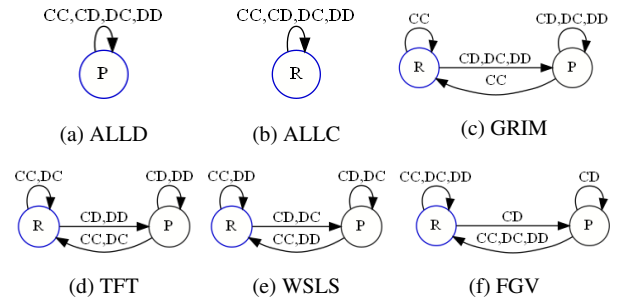 CC,CD,DC,DD
P
(a) ALLD
CC,CD,DC,DD
R
(b) ALLC
CC
CD,DC,DD
R
CD,DC,DD
CC
P
(c) GRIM
CC,DC
CD,DD
R
CD,DD
CC,DC
P
(d) TFT
CC,DD
CD,DC
R
CD,DC
CC,DD
P
(e) WSLS
CC,DC,DD
CD
R
CD
CC,DC,DD
P
(f) FGV